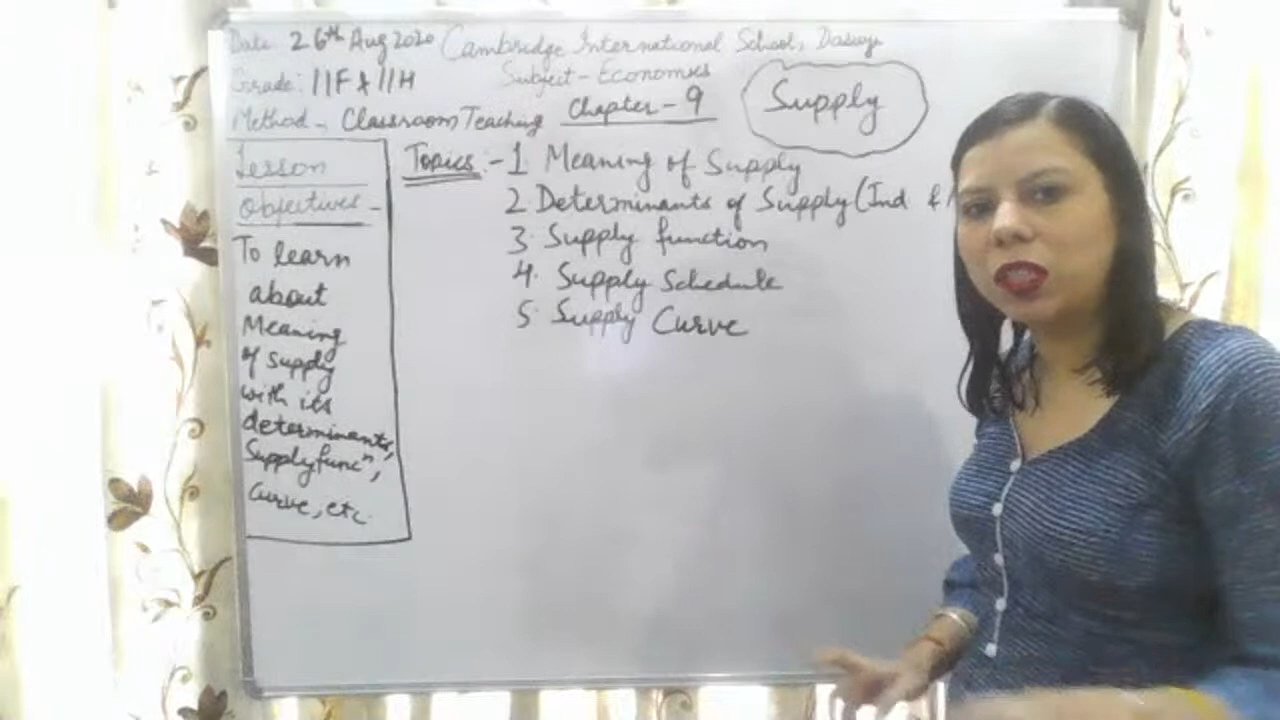 Date: 26th Aug 2020 Cambridge International School, Dasuya
Grade: 11F & 11H Subject - Economics
Method - Classroom Teaching Chapter - 9 Supply
Lesson
Objectives -
To learn
about
Meaning
of supply
with its
determinants,
Supply funcⁿ,
Curve, etc.
Topics :- 1. Meaning of Supply
2. Determinants of Supply (Ind &
3. Supply function
4. Supply Schedule
5. Supply Curve